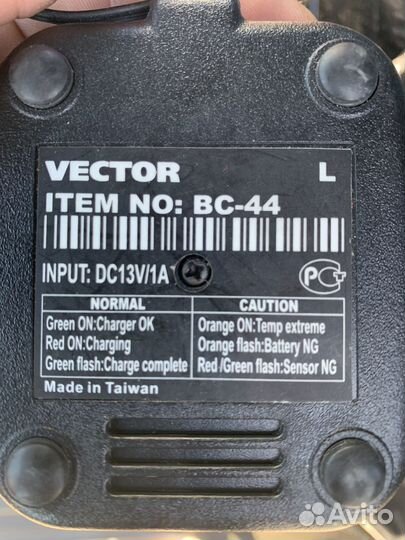 VECTOR L
ITEM NO: BC-44
INPUT: DC13V/1A
NORMAL CAUTION
Green ON:Charger OK Orange ON:Temp extreme
Red ON:Charging Orange flash:Battery NG
Green flash:Charge complete Red/Green flash:Sensor NG
Made in Taiwan
Avito